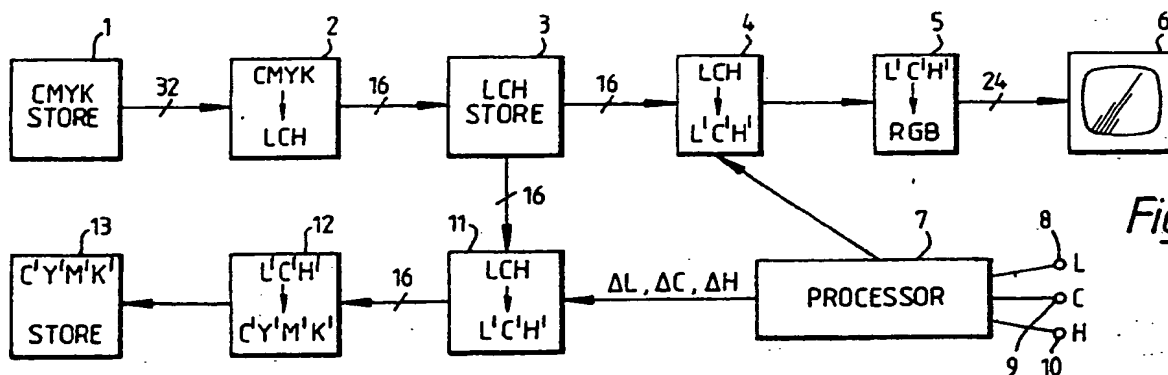 1
CMYK
STORE
32
2
CMYK
LCH
16
3
LCH
STORE
16
4
LCH
L'C'H'
5
L'C'H'
RGB
24
6
13
C'Y'M'K'
STORE
12
L'C'H'
C'Y'M'K'
16
11
LCH
L'C'H'
16
ΔL, ΔC, ΔH
7
PROCESSOR
8
L
C
H
9
10
Fig